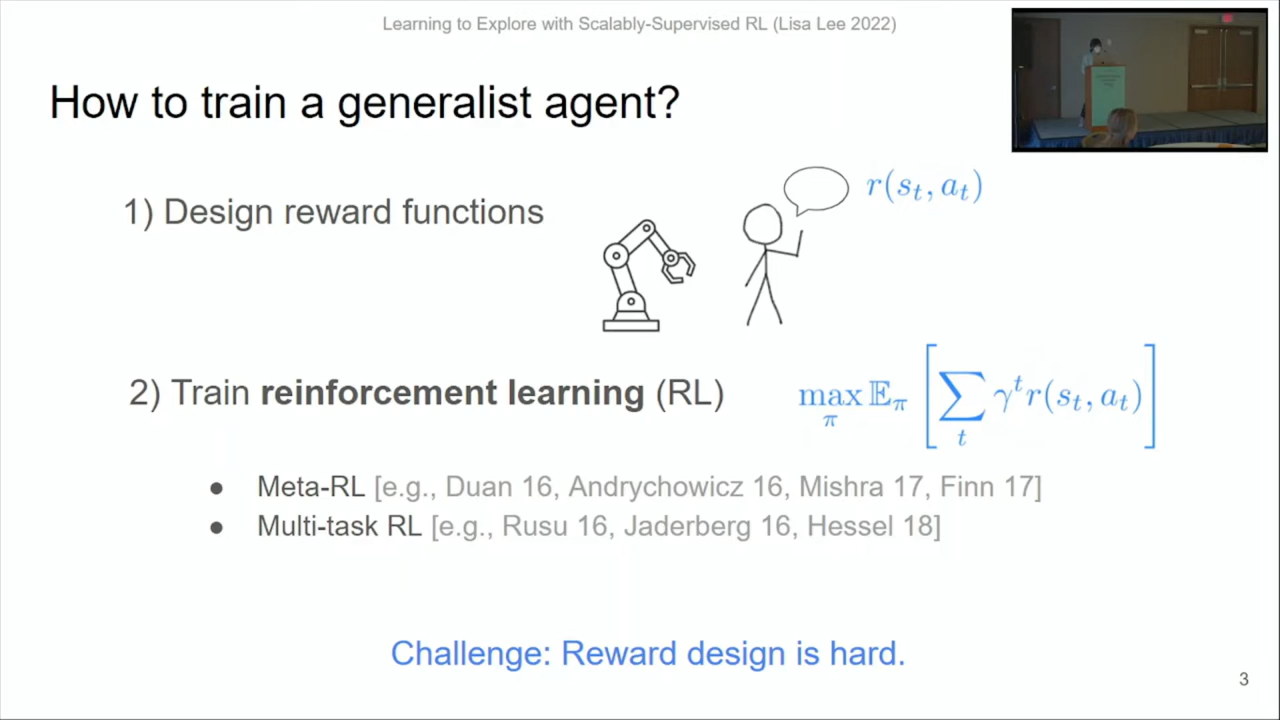 Learning to Explore with Scalably-Supervised RL (Lisa Lee 2022)
How to train a generalist agent?
1) Design reward functions
r(s_t, a_t)
2) Train reinforcement learning (RL)
max_π 𝔼_π [∑_t γ^t r(s_t, a_t)]
● Meta-RL [e.g., Duan 16, Andrychowicz 16, Mishra 17, Finn 17]
● Multi-task RL [e.g., Rusu 16, Jaderberg 16, Hessel 18]
Challenge: Reward design is hard.
3